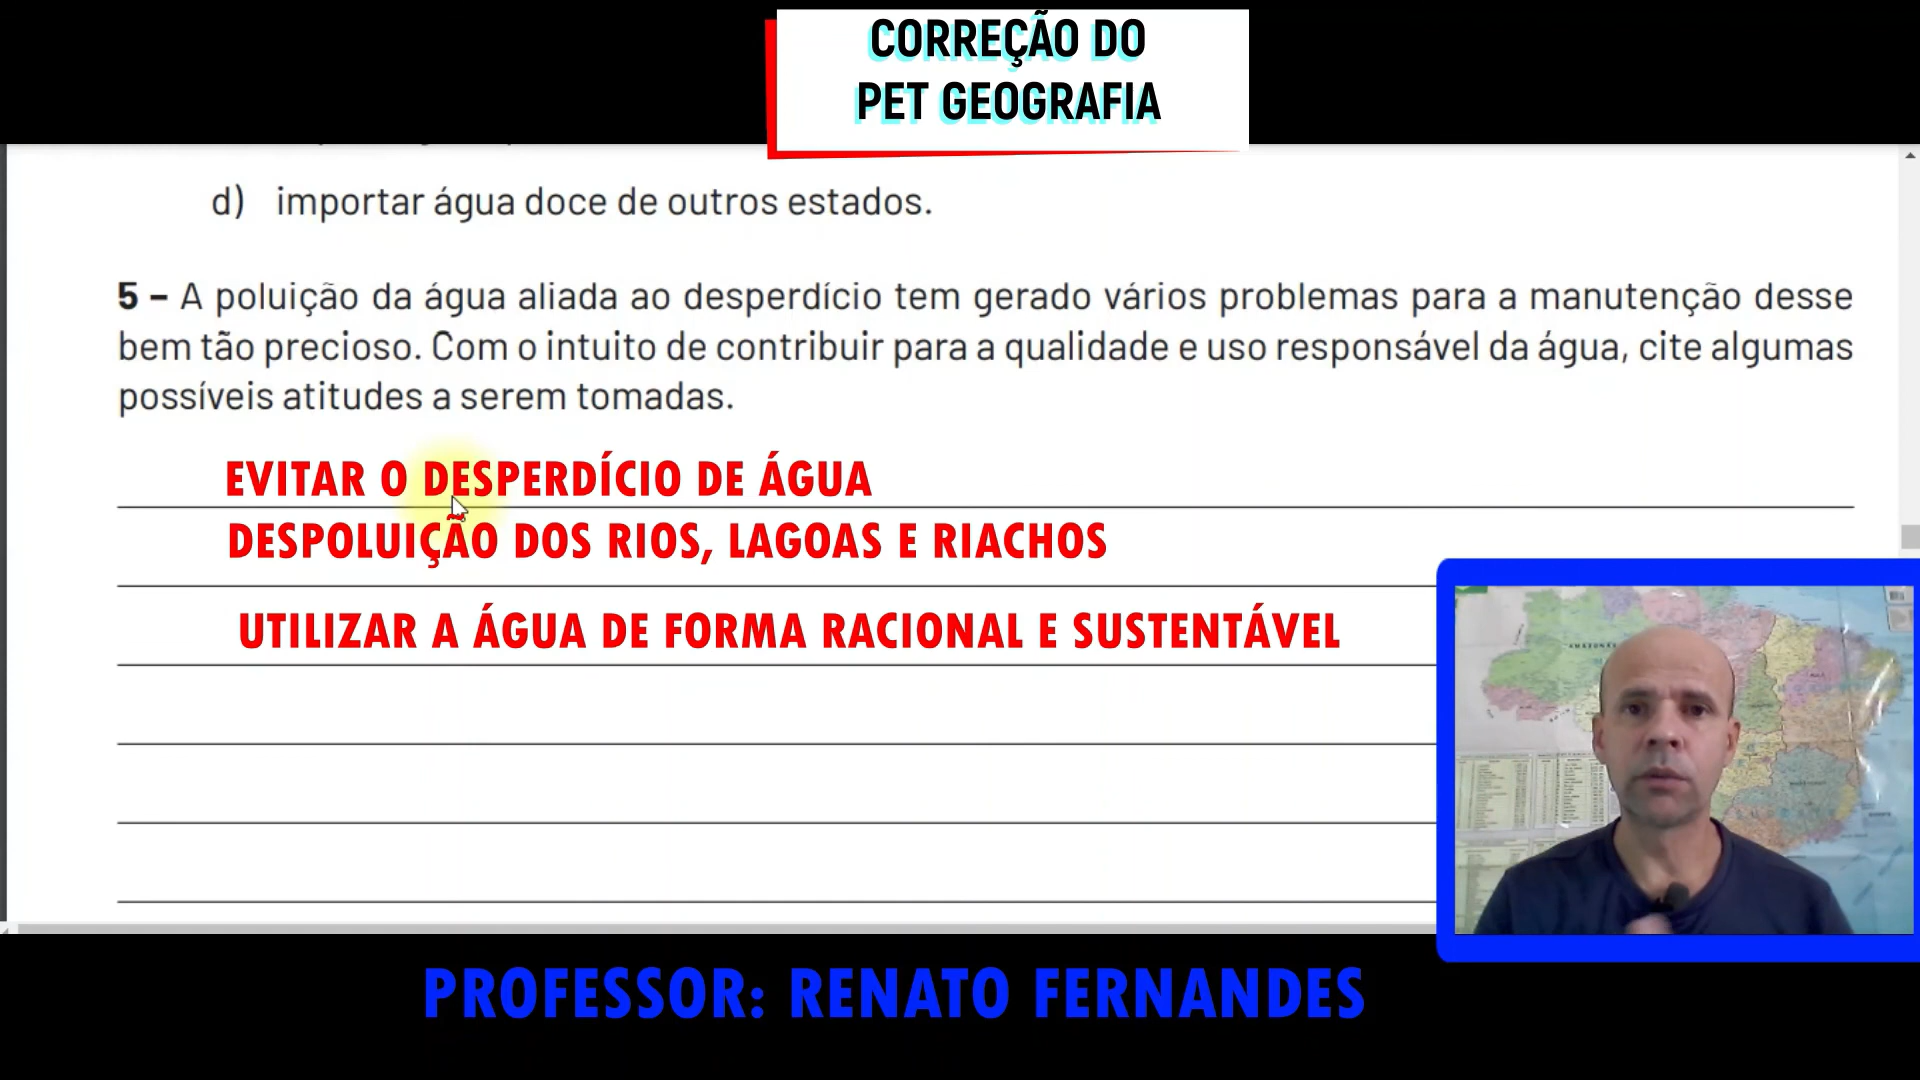 CORREÇÃO DO
PET GEOGRAFIA
d) importar água doce de outros estados.
5 – A poluição da água aliada ao desperdício tem gerado vários problemas para a manutenção desse
bem tão precioso. Com o intuito de contribuir para a qualidade e uso responsável da água, cite algumas
possíveis atitudes a serem tomadas.
EVITAR O DESPERDÍCIO DE ÁGUA
DESPOLUIÇÃO DOS RIOS, LAGOAS E RIACHOS
UTILIZAR A ÁGUA DE FORMA RACIONAL E SUSTENTÁVEL
AMAZONAS
PROFESSOR: RENATO FERNANDES